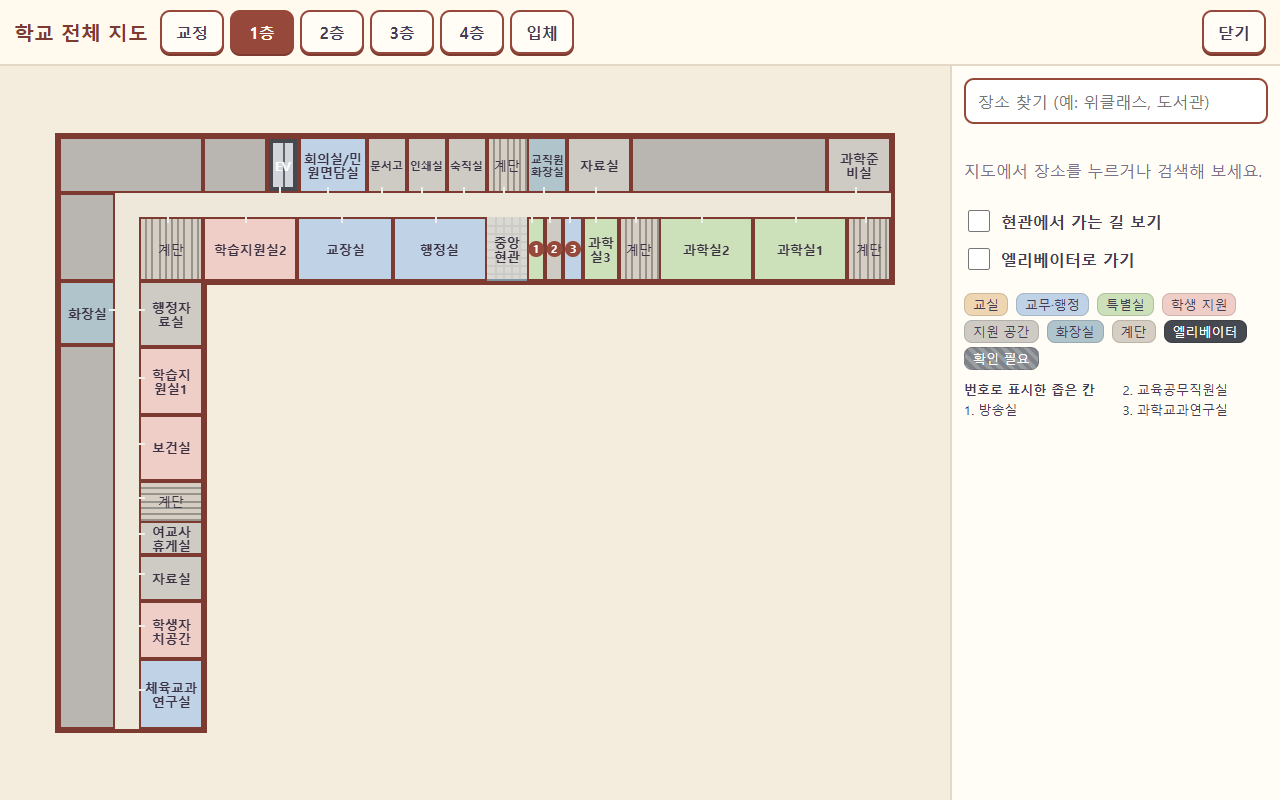 학교 전체 지도
교정
1층
2층
3층
4층
입체
닫기
장소 찾기 (예: 위클래스, 도서관)
지도에서 장소를 누르거나 검색해 보세요.
현관에서 가는 길 보기
엘리베이터로 가기
교실
교무·행정
특별실
학생 지원
지원 공간
화장실
계단
엘리베이터
확인 필요
번호로 표시한 좁은 칸
1. 방송실
2. 교육공무직원실
3. 과학교과연구실
EV
회의실/민
원면담실
문서고
인쇄실
숙직실
계단
교직원
화장실
자료실
과학준
비실
계단
학습지원실2
교장실
행정실
중앙
현관
1
2
3
과학
실3
계단
과학실2
과학실1
계단
화장실
행정자
료실
학습지
원실1
보건실
계단
여교사
휴게실
자료실
학생자
치공간
체육교과
연구실